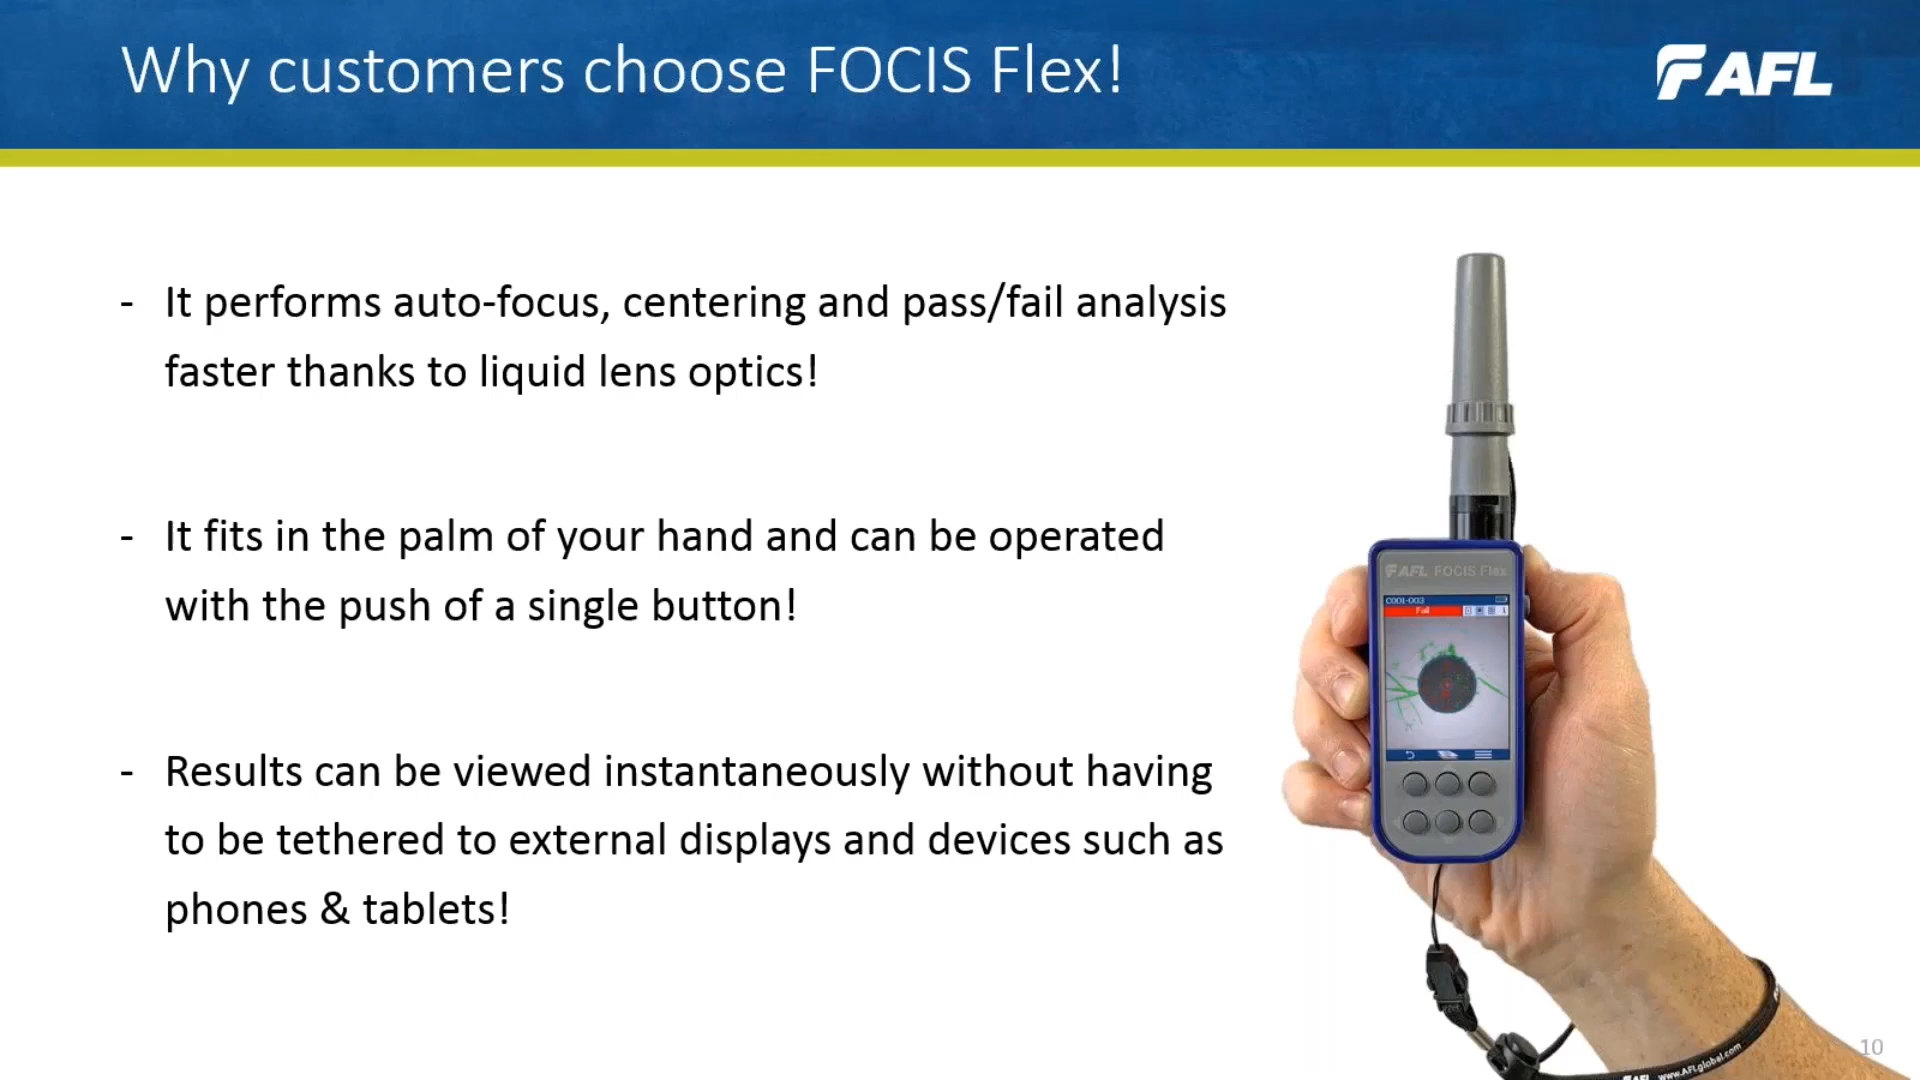 Why customers choose FOCIS Flex!
AFL
- It performs auto-focus, centering and pass/fail analysis
faster thanks to liquid lens optics!
- It fits in the palm of your hand and can be operated
with the push of a single button!
- Results can be viewed instantaneously without having
to be tethered to external displays and devices such as
phones & tablets!
AFL FOCIS Flex
C001-003
Fail
AFL www.AFLglobal.com
10